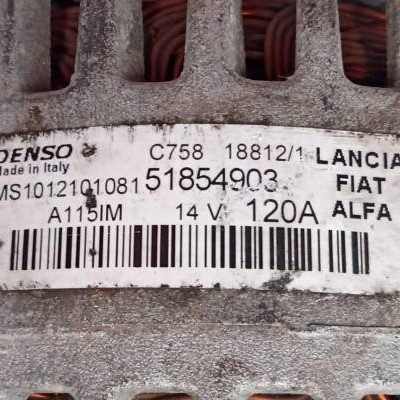 DENSO C758 18812/1 LANCIA
Made in Italy
MS1012101081 51854903 FIAT
A115IM 14 V 120A ALFA